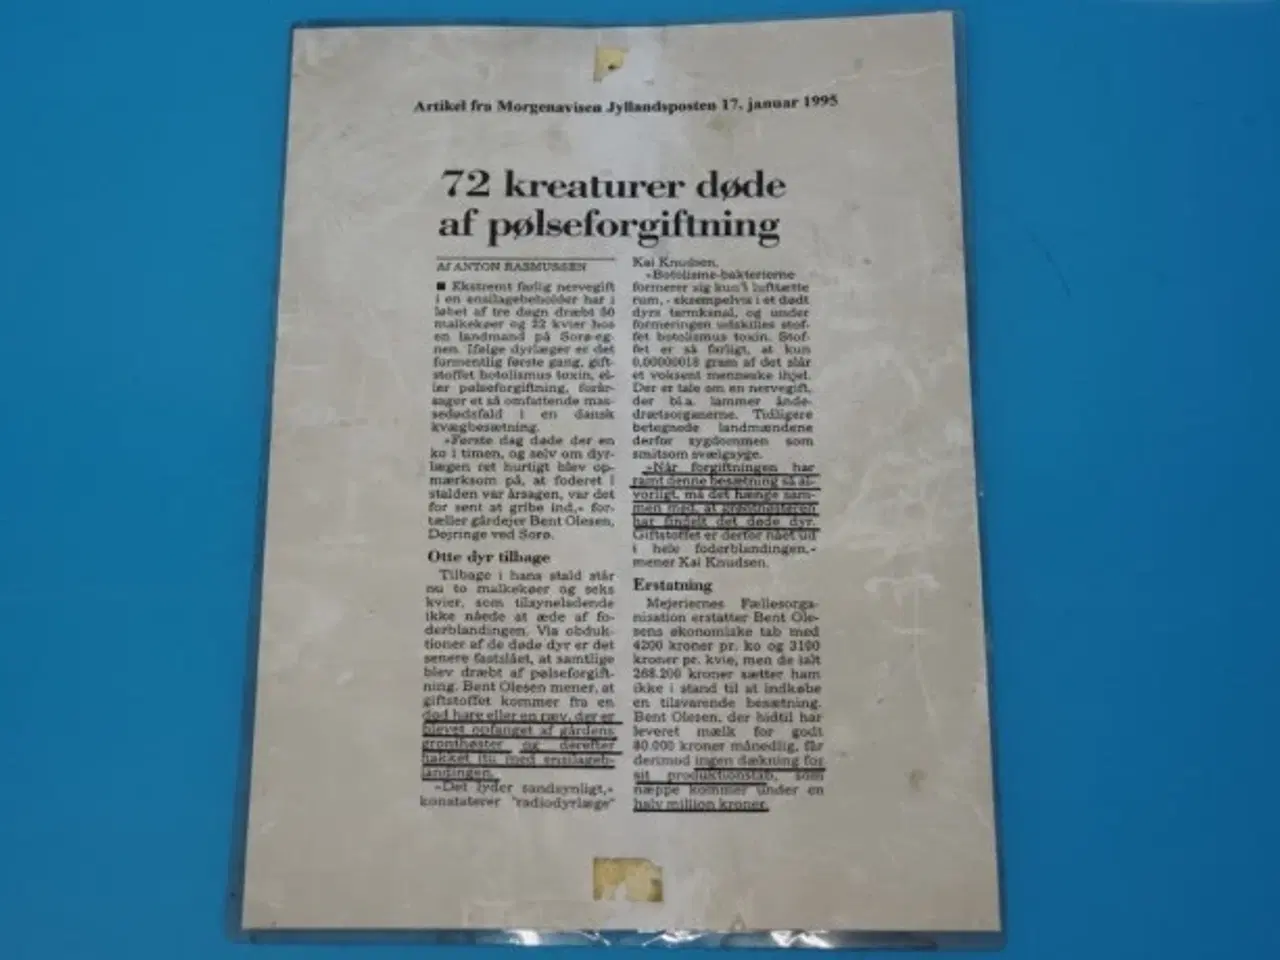 Artikel fra Morgenavisen Jyllandsposten 17. januar 1995
72 kreaturer døde
af pølseforgiftning
Af ANTON RASMUSSEN
■ Ekstremt farlig nervegift
i en ensilagebeholder har i
løbet af tre døgn dræbt 50
malkekøer og 22 kvier hos
en landmand på Sorø-eg-
nen. Ifølge dyrlæger er det
formentlig første gang, gift-
stoffet botolismus toxin, el-
ler pølseforgiftning, forår-
sager et så omfattende mas-
sedødsfald i en dansk
kvægbesætning.
»Første dag døde der en
ko i timen, og selv om dyr-
lægen ret hurtigt blev op-
mærksom på, at foderet i
stalden var årsagen, var det
for sent at gribe ind,« for-
tæller gårdejer Bent Olesen,
Døjringe ved Sorø.
Otte dyr tilbage
Tilbage i hans stald står
nu to malkekøer og seks
kvier, som tilsyneladende
ikke nåede at æde af fo-
derblandingen. Via obduk-
tioner af de døde dyr er det
senere fastslået, at samtlige
blev dræbt af pølseforgift-
ning. Bent Olesen mener, at
giftstoffet kommer fra en
død hare eller en ræv, der er
blevet opfanget af gårdens
grønthøster og derefter
hakket itu med ensilageb-
landingen.
»Det lyder sandsynligt,«
konstaterer "radiodyrlæge"
Kai Knudsen.
»Botolisme-bakterierne
formerer sig kun i lufttætte
rum, - eksempelvis i et dødt
dyrs tarmkanal, og under
formeringen udskilles stof-
fet botolismus toxin. Stof-
fet er så farligt, at kun
0,00000018 gram af det slår
et voksent menneske ihjel.
Der er tale om en nervegift,
der bl.a. lammer ånde-
drætsorganerne. Tidligere
betegnede landmændene
derfor sygdommen som
smitsom svælgsyge.
»Når forgiftningen har
ramt denne besætning så al-
vorligt, må det hænge sam-
men med, at grønthøsteren
har findelt det døde dyr.
Giftstoffet er derfor nået ud
i hele foderblandingen,«
mener Kai Knudsen.
Erstatning
Mejeriernes Fællesorga-
nisation erstatter Bent Ole-
sens økonomiske tab med
4200 kroner pr. ko og 3100
kroner pr. kvie, men de ialt
268.200 kroner sætter ham
ikke i stand til at indkøbe
en tilsvarende besætning.
Bent Olesen, der hidtil har
leveret mælk for godt
80.000 kroner månedlig, får
derimod ingen dækning for
sit produktionstab, som
næppe kommer under en
halv million kroner.